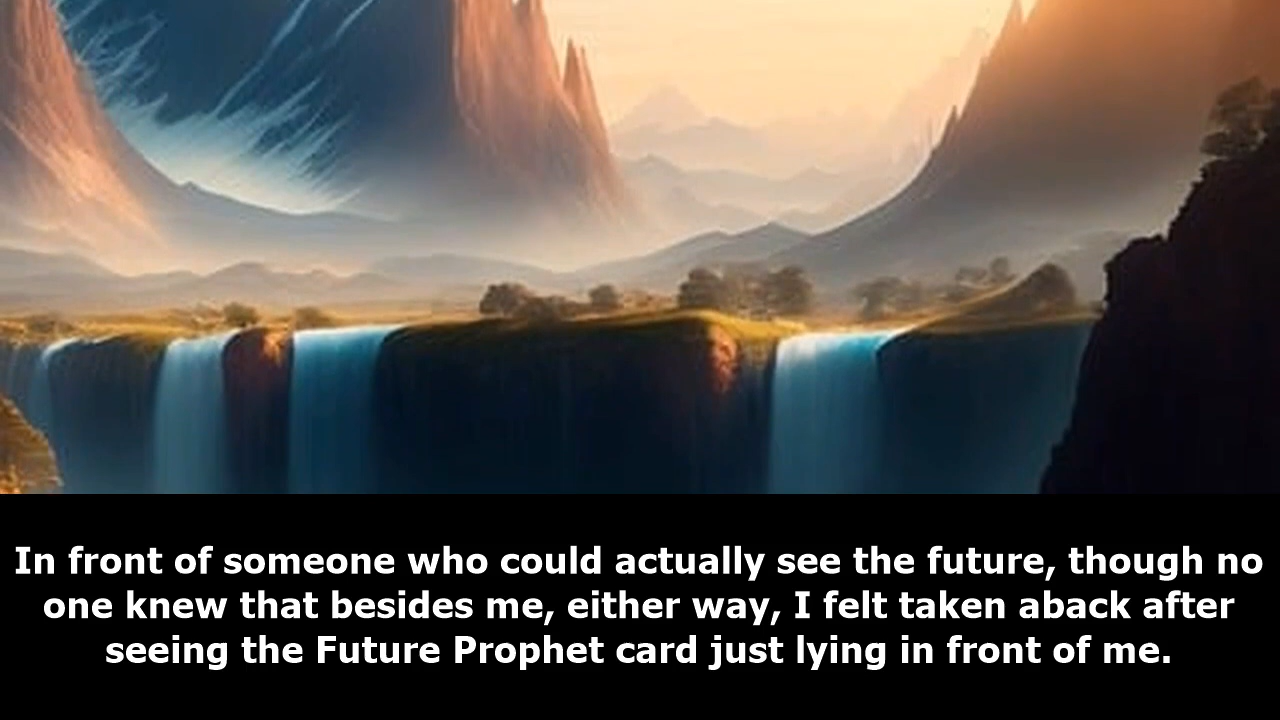 In front of someone who could actually see the future, though no
one knew that besides me, either way, I felt taken aback after
seeing the Future Prophet card just lying in front of me.